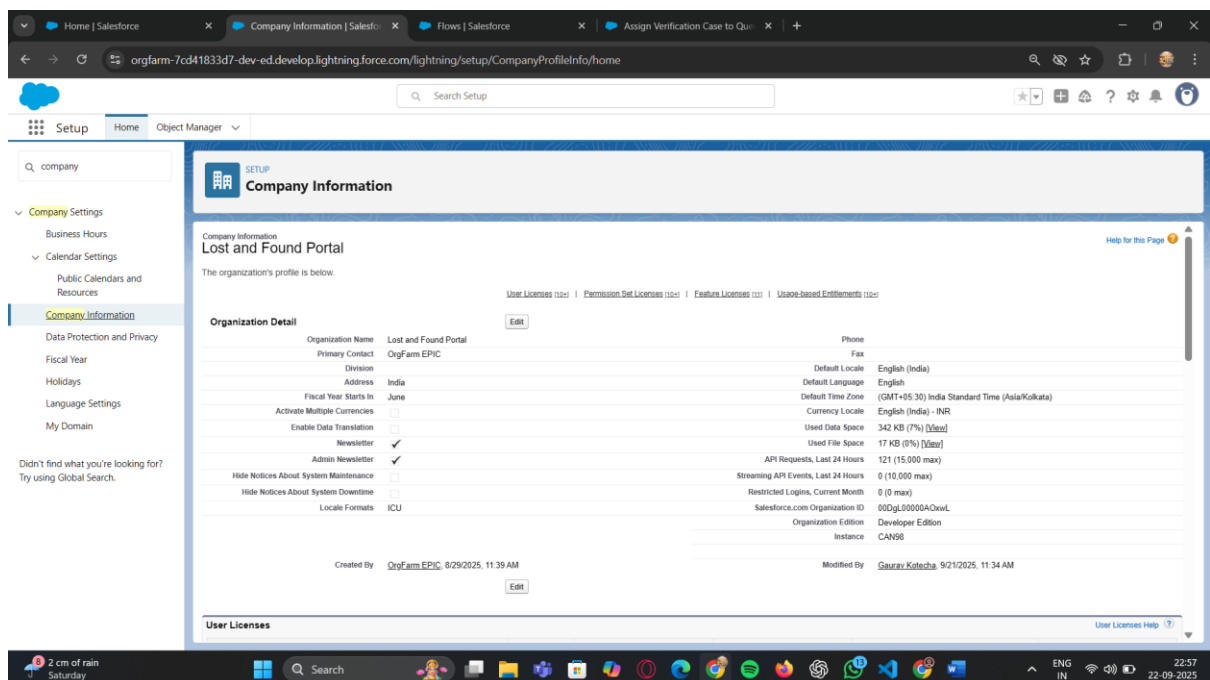 Home | Salesforce
Company Information | Salesfo
Flows | Salesforce
Assign Verification Case to Que
orgfarm-7cd41833d7-dev-ed.develop.lightning.force.com/lightning/setup/CompanyProfileInfo/home
Search Setup
Setup
Home
Object Manager
company
Company Settings
Business Hours
Calendar Settings
Public Calendars and
Resources
Company Information
Data Protection and Privacy
Fiscal Year
Holidays
Language Settings
My Domain
Didn't find what you're looking for?
Try using Global Search.
SETUP
Company Information
Company Information
Lost and Found Portal
Help for this Page
The organization's profile is below.
User Licenses [10+] | Permission Set Licenses [10+] | Feature Licenses [11] | Usage-based Entitlements [10+]
Organization Detail
Edit
Organization Name Lost and Found Portal
Primary Contact OrgFarm EPIC
Division
Address India
Fiscal Year Starts In June
Activate Multiple Currencies
Enable Data Translation
Newsletter ✓
Admin Newsletter ✓
Hide Notices About System Maintenance
Hide Notices About System Downtime
Locale Formats ICU
Phone
Fax
Default Locale English (India)
Default Language English
Default Time Zone (GMT+05:30) India Standard Time (Asia/Kolkata)
Currency Locale English (India) - INR
Used Data Space 342 KB (7%) [View]
Used File Space 17 KB (0%) [View]
API Requests, Last 24 Hours 121 (15,000 max)
Streaming API Events, Last 24 Hours 0 (10,000 max)
Restricted Logins, Current Month 0 (0 max)
Salesforce.com Organization ID 00DgL00000AOxwL
Organization Edition Developer Edition
Instance CAN98
Created By OrgFarm EPIC, 8/29/2025, 11:39 AM
Modified By Gaurav Kotecha, 9/21/2025, 11:34 AM
Edit
User Licenses
User Licenses Help
8
2 cm of rain
Saturday
Search
13
ENG
IN
22:57
22-09-2025